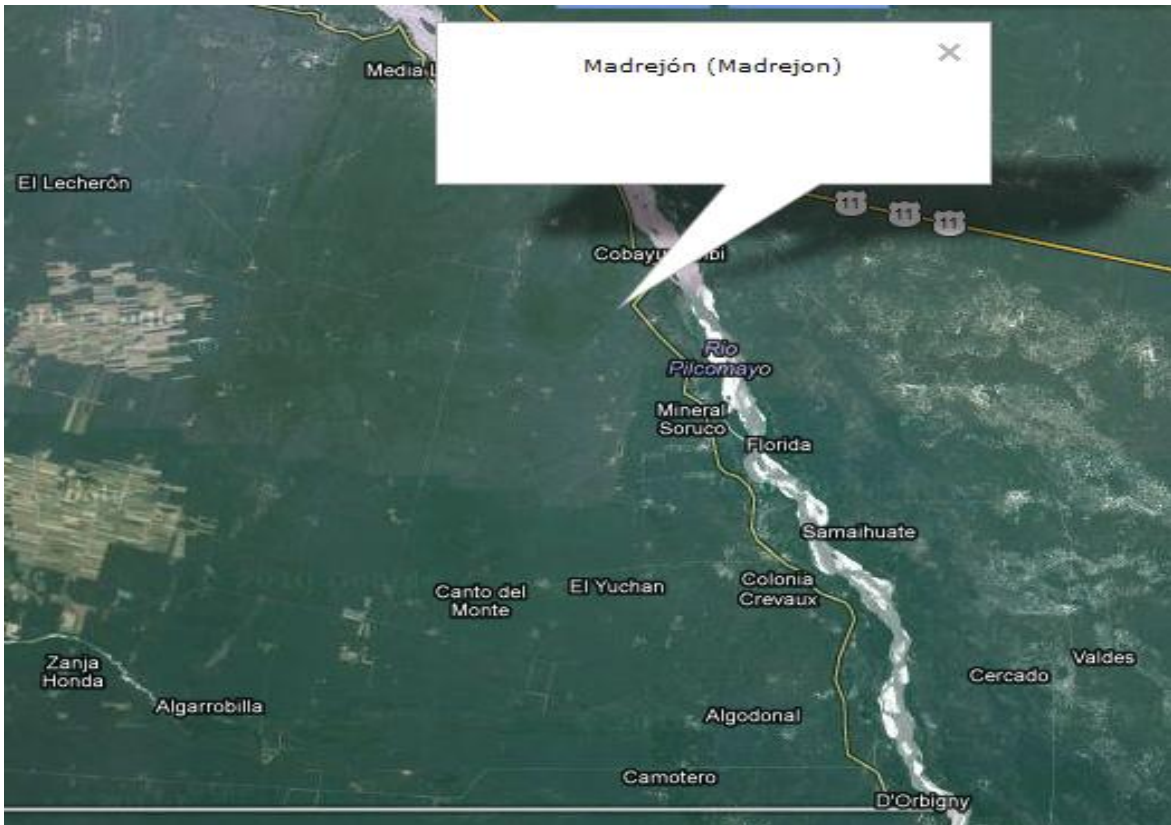 Madrejón (Madrejon)
Media L
El Lecherón
11
11
11
Río
Pilcomayo
Mineral
Soruco
Florida
Samaihuate
Canto del
Monte
El Yuchan
Colonia
Crevaux
Zanja
Honda
Algarrobilla
Valdes
Cercado
Algodonal
Camotero
D'Orbigny